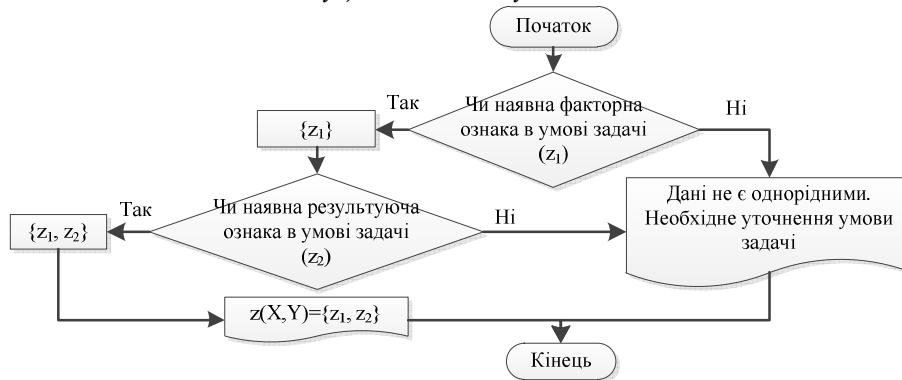 Початок
Чи наявна факторна
ознака в умові задачі
(z₁)
Так
Ні
{z₁}
Чи наявна результуюча
ознака в умові задачі
(z₂)
Так
Ні
{z₁, z₂}
Дані не є однорідними.
Необхідне уточнення умови
задачі
z(X,Y)={z₁, z₂}
Кінець